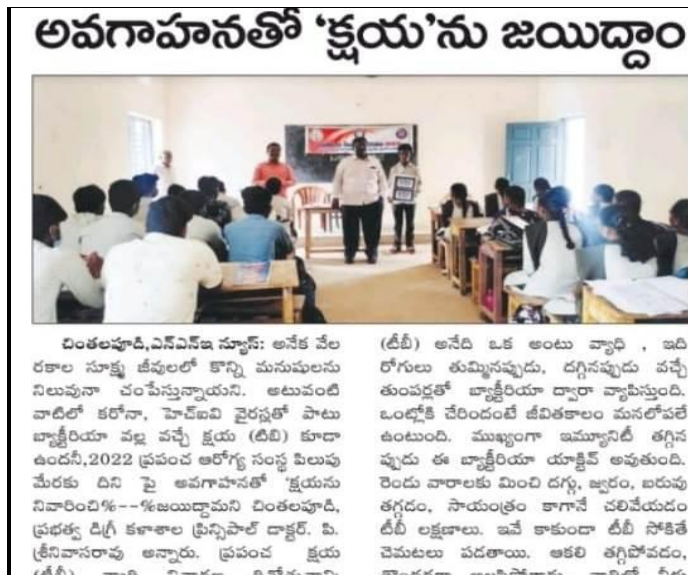 అవగాహనతో ‘క్షయ’ను జయిద్దాం
చింతలపూడి,ఎన్ఎన్ఇ న్యూస్: అనేక వేల
రకాల సూక్ష్మ జీవులలో కొన్ని మనుషులను
నిలువునా చంపేస్తున్నాయని. అటువంటి
వాటిలో కరోనా, హెచ్ఐవి వైరస్లతో పాటు
బ్యాక్టీరియా వల్ల వచ్చే క్షయ (టిబి) కూడా
ఉందనీ,2022 ప్రపంచ ఆరోగ్య సంస్థ పిలుపు
మేరకు దిని పై అవగాహనతో ‘క్షయను
నివారించి%--%జయిద్దామని చింతలపూడి,
ప్రభత్వ డిగ్రీ కళాశాల ప్రిన్సిపాల్ డాక్టర్. పి.
శ్రీనివాసరావు అన్నారు. ప్రపంచ క్షయ
(టీబీ) అనేది ఒక అంటు వ్యాధి , ఇది
రోగులు తుమ్మినప్పుడు, దగ్గినప్పుడు వచ్చే
తుంపర్లతో బ్యాక్టీరియా ద్వారా వ్యాపిస్తుంది.
ఒంట్లోకి చేరిందంటే జీవితకాలం మనలోపలే
ఉంటుంది. ముఖ్యంగా ఇమ్యూనిటీ తగ్గిన
ప్పుడు ఈ బ్యాక్టీరియా యాక్టివ్ అవుతుంది.
రెండు వారాలకు మించి దగ్గు, జ్వరం, బరువు
తగ్గడం, సాయంత్రం కాగానే చలివేయడం
టీబీ లక్షణాలు. ఇవే కాకుండా టీబీ సోకితే
చెమటలు పడతాయి. ఆకలి తగ్గిపోవడం,